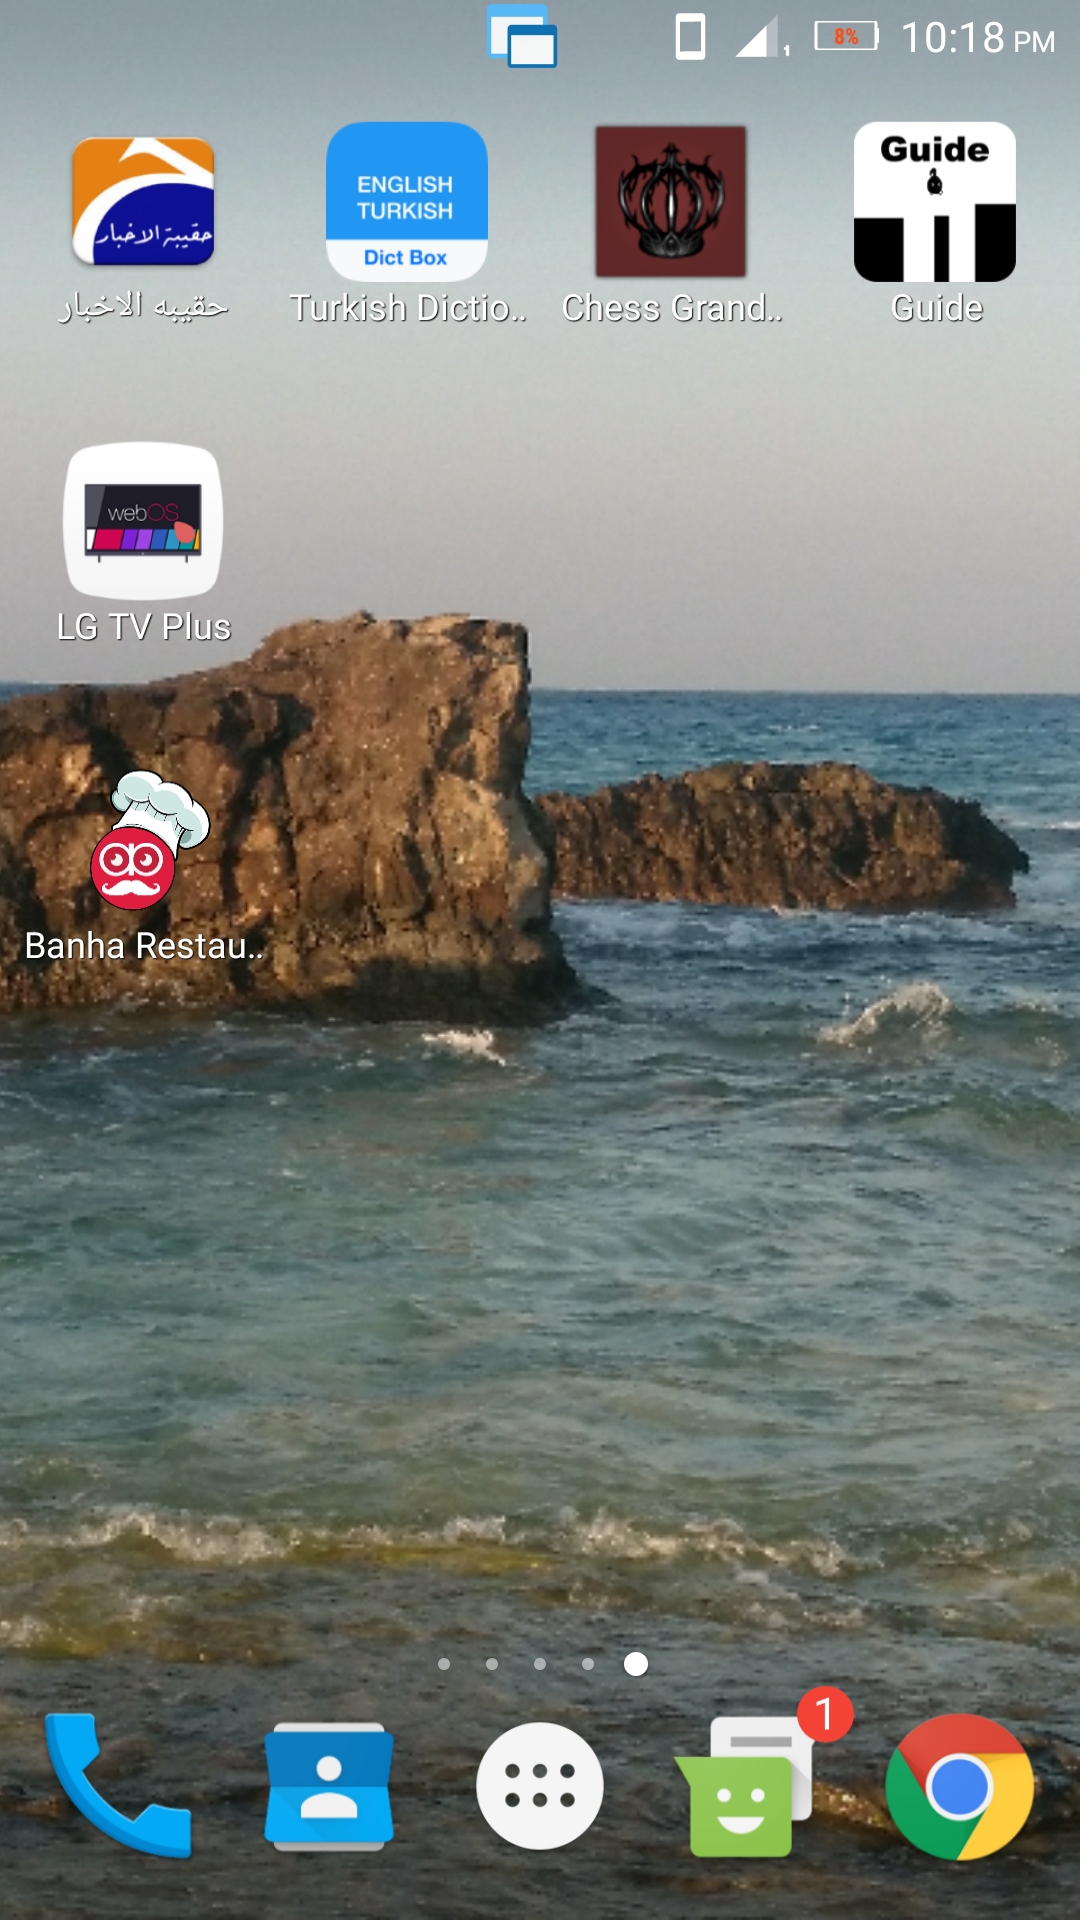 8%
10:18 PM
حقيبة الاخبار
ENGLISH
TURKISH
Dict Box
Guide
حقيبه الاخبار
Turkish Dictio..
Chess Grand..
Guide
webOS
LG TV Plus
Banha Restau..
1